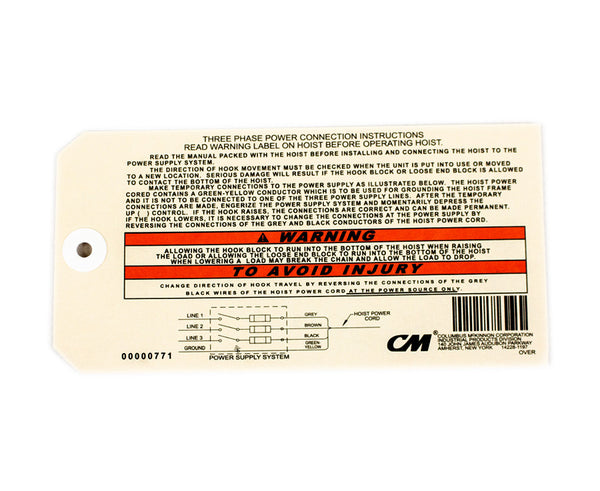 THREE PHASE POWER CONNECTION INSTRUCTIONS
READ WARNING LABEL ON HOIST BEFORE OPERATING HOIST.
READ THE MANUAL PACKED WITH THE HOIST BEFORE INSTALLING AND CONNECTING THE HOIST TO THE
POWER SUPPLY SYSTEM.
THE DIRECTION OF HOOK MOVEMENT MUST BE CHECKED WHEN THE UNIT IS PUT INTO USE OR MOVED
TO A NEW LOCATION. SERIOUS DAMAGE WILL RESULT IF THE HOOK BLOCK OR LOOSE END BLOCK IS ALLOWED
TO CONTACT THE BOTTOM OF THE HOIST.
MAKE TEMPORARY CONNECTIONS TO THE POWER SUPPLY AS ILLUSTRATED BELOW. THE HOIST POWER
CORED CONTAINS A GREEN-YELLOW CONDUCTOR THAT IS TO BE USED FOR GROUNDING THE HOIST FRAME
AND IT IS NOT TO BE CONNECTED TO ONE OF THE THREE POWER SUPPLY LINES. AFTER THE TEMPORARY
CONNECTIONS ARE MADE, ENGERIZE THE POWER SYSTEM AND MOMENTARILY DEPRESS THE
UP ( ) CONTROL. IF THE HOOK RAISES, THE CONNECTIONS ARE CORRECT AND CAN BE MADE PERMANENT.
IF THE HOOK LOWERS, IT IS NECESSARY TO CHANGE THE CONNECTIONS AT THE POWER SUPPLY BY
REVERSING THE CONNECTIONS OF THE GREY AND BLACK CONDUCTORS OF THE HOIST POWER CORD.
WARNING
ALLOWING THE HOOK BLOCK TO RUN INTO THE BOTTOM OF THE HOIST WHEN RAISING
THE LOAD OR ALLOWING THE LOOSE END BLOCK TO RUN INTO THE BOTTOM OF THE HOIST
WHEN LOWERING A LOAD MAY BREAK THE CHAIN AND ALLOW THE LOAD TO DROP.
TO AVOID INJURY
CHANGE DIRECTION OF HOOK TRAVEL BY REVERSING THE CONNECTIONS OF THE GREY
BLACK WIRES OF THE HOIST POWER CORD AT THE POWER SOURCE ONLY.
LINE 1 GREY HOIST POWER
CORD
LINE 2 BROWN
LINE 3 BLACK
GROUND GREEN
YELLOW
00000771 POWER SUPPLY SYSTEM
CM®
COLUMBUS McKINNON CORPORATION
INDUSTRIAL PRODUCTS DIVISION
140 JOHN JAMES AUDUBON PARKWAY
AMHERST, NEW YORK 14228-1197
OVER